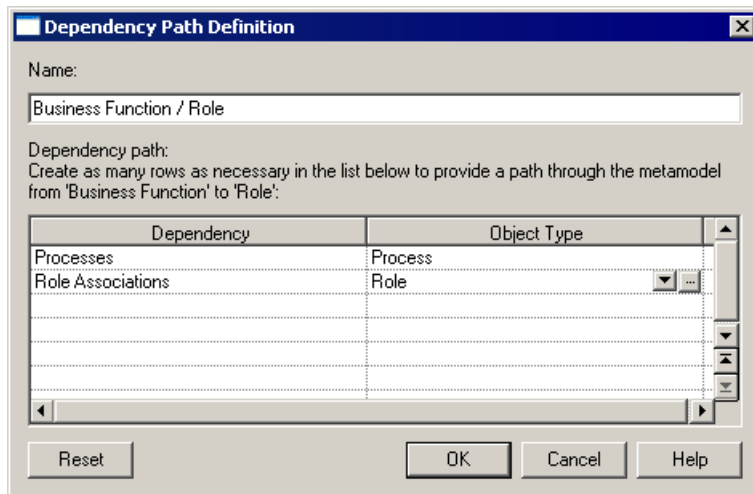 Dependency Path Definition
Name:
Business Function / Role
Dependency path:
Create as many rows as necessary in the list below to provide a path through the metamodel
from 'Business Function' to 'Role':
Dependency Object Type
Processes Process
Role Associations Role ...
Reset OK Cancel Help